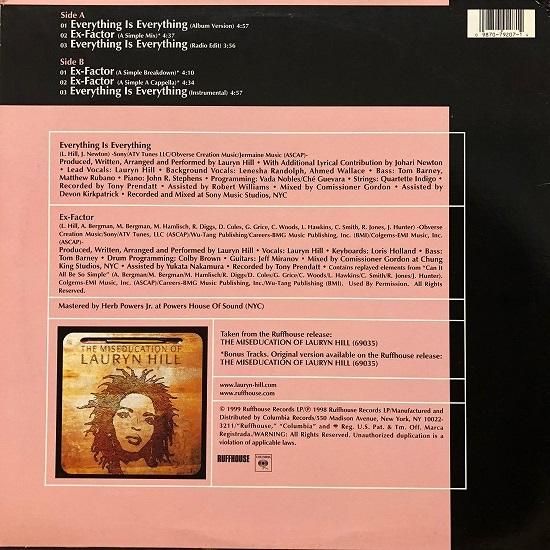 Side A
01 Everything Is Everything (Album Version) • 4:57
02 Ex-Factor (A Simple Mix)* 4:37
03 Everything Is Everything (Radio Edit) • 3:56
Side B
01 Ex-Factor (A Simple Breakdown)* 4:10
02 Ex-Factor (A Simple A Cappella)* • 4:34
03 Everything Is Everything (Instrumental) • 4:57
0 9870-79207-1 4
Everything Is Everything
(L. Hill, J. Newton) -Sony/ATV Tunes LLC/Obverse Creation Music/Jermaine Music (ASCAP)-
Produced, Written, Arranged and Performed by Lauryn Hill • With Additional Lyrical Contribution by Johari Newton
• Lead Vocals: Lauryn Hill • Background Vocals: Lenesha Randolph, Ahmed Wallace • Bass: Tom Barney,
Matthew Rubano • Piano: John R. Stephens • Programming: Vada Nobles/Ché Guevara • Strings: Quartette Indigo •
Recorded by Tony Prendatt • Assisted by Robert Williams • Mixed by Comissioner Gordon • Assisted by
Devon Kirkpatrick • Recorded and Mixed at Sony Music Studios, NYC
Ex-Factor
(L. Hill, A. Bergman, M. Bergman, M. Hamlisch, R. Diggs, D. Coles, G. Grice, C. Woods, L. Hawkins, C. Smith, R. Jones, J. Hunter) -Obverse
Creation Music/Sony/ATV Tunes, LLC (ASCAP)/Wu-Tang Publishing/Careers-BMG Music Publishing, Inc. (BMI)/Colgems-EMI Music, Inc.
(ASCAP)-
Produced, Written, Arranged and Performed by Lauryn Hill • Vocals: Lauryn Hill • Keyboards: Loris Holland • Bass:
Tom Barney • Drum Programming; Colby Brown • Guitars: Jeff Miranov • Mixed by Comissioner Gordon at Chung
King Studios, NYC • Assisted by Yukata Nakamura • Recorded by Tony Prendatt • Contains replayed elements from "Can It
All Be So Simple" (A. Bergman/M. Bergman/M. Hamlisch/R. Diggs/D. Coles/G. Grice/C. Woods/L. Hawkins/C. Smith/R. Jones/J. Hunter).
Colgems-EMI Music, Inc. (ASCAP)/Careers-BMG Music Publishing, Inc./Wu-Tang Publishing (BMI). Used By Permission. All Rights
Reserved.
Mastered by Herb Powers Jr. at Powers House Of Sound (NYC)
THE MISEDUCATION OF
LAURYN HILL
Taken from the Ruffhouse release:
THE MISEDUCATION OF LAURYN HILL (69035)
*Bonus Tracks. Original version available on the Ruffhouse release:
THE MISEDUCATION OF LAURYN HILL (69035)
www.lauryn-hill.com
www.ruffhouse.com
© 1999 Ruffhouse Records LP/℗ 1998 Ruffhouse Records LP/Manufactured and
Distributed by Columbia Records/550 Madison Avenue, New York, NY 10022-
3211/"Ruffhouse," "Columbia" and Reg. U.S. Pat. & Tm. Off. Marca
Registrada./WARNING: All Rights Reserved. Unauthorized duplication is a
violation of applicable laws.
RUFFHOUSE
COLUMBIA